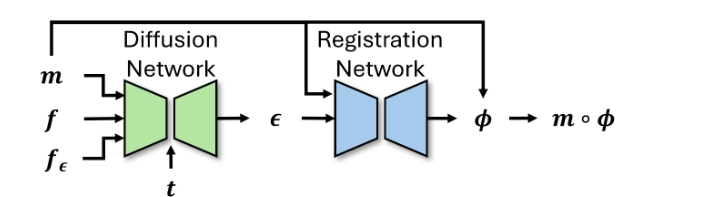 Diffusion Network
Registration Network
m
f
f_ϵ
t
ϵ
ϕ
m ∘ ϕ